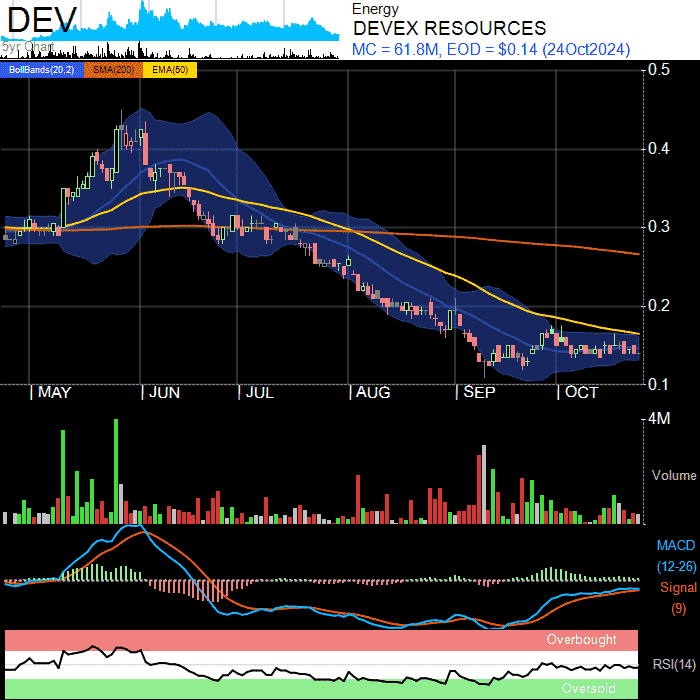 DEV
5yr Chart
Energy
DEVEX RESOURCES
MC = 61.8M, EOD = $0.14 (24Oct2024)
BollBands(20,2) SMA(200) EMA(50)
0.5
0.4
0.3
0.2
0.1
MAY JUN JUL AUG SEP OCT
4M
Volume
MACD
(12-26)
Signal
(9)
Overbought
RSI(14)
Oversold